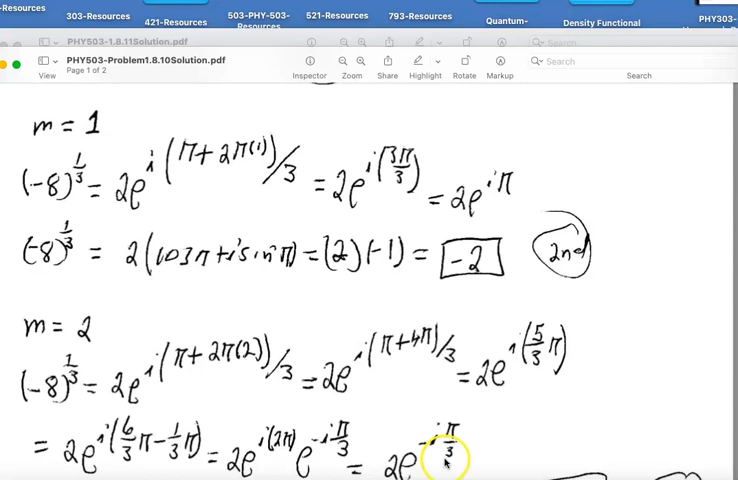 303-Resources 421-Resources 503-PHY-503-Resources 521-Resources 793-Resources Quantum- Density Functional PHY303-
PHY503-1.8.11Solution.pdf Search
PHY503-Problem1.8.10Solution.pdf
Page 1 of 2
View Inspector Zoom Share Highlight Rotate Markup Search
Search
m = 1
(-8)^{1/3} = 2e^{i(π+2π(1))/3} = 2e^{i(3π/3)} = 2e^{iπ}
(-8)^{1/3} = 2(cosπ+isinπ) = (2)(-1) = -2 2nd
m = 2
(-8)^{1/3} = 2e^{i(π+2π(2))/3} = 2e^{i(π+4π)/3} = 2e^{i(5/3 π)}
= 2e^{i(6/3 π - 1/3 π)} = 2e^{i(2π)} e^{-iπ/3} = 2e^{-iπ/3}